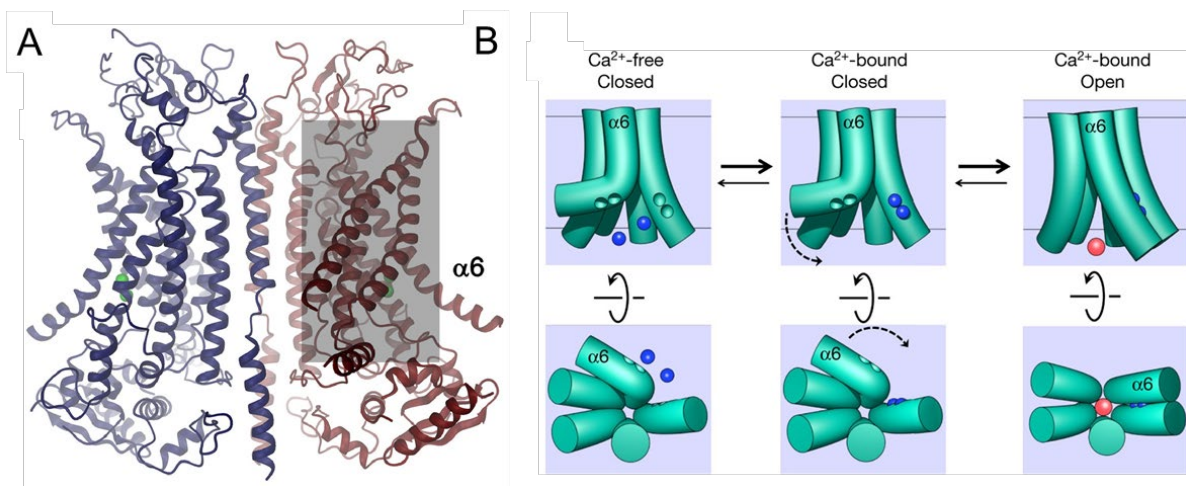 A
B
α6
Ca²⁺-free
Closed
Ca²⁺-bound
Closed
Ca²⁺-bound
Open
α6
α6
α6
α6
α6
α6